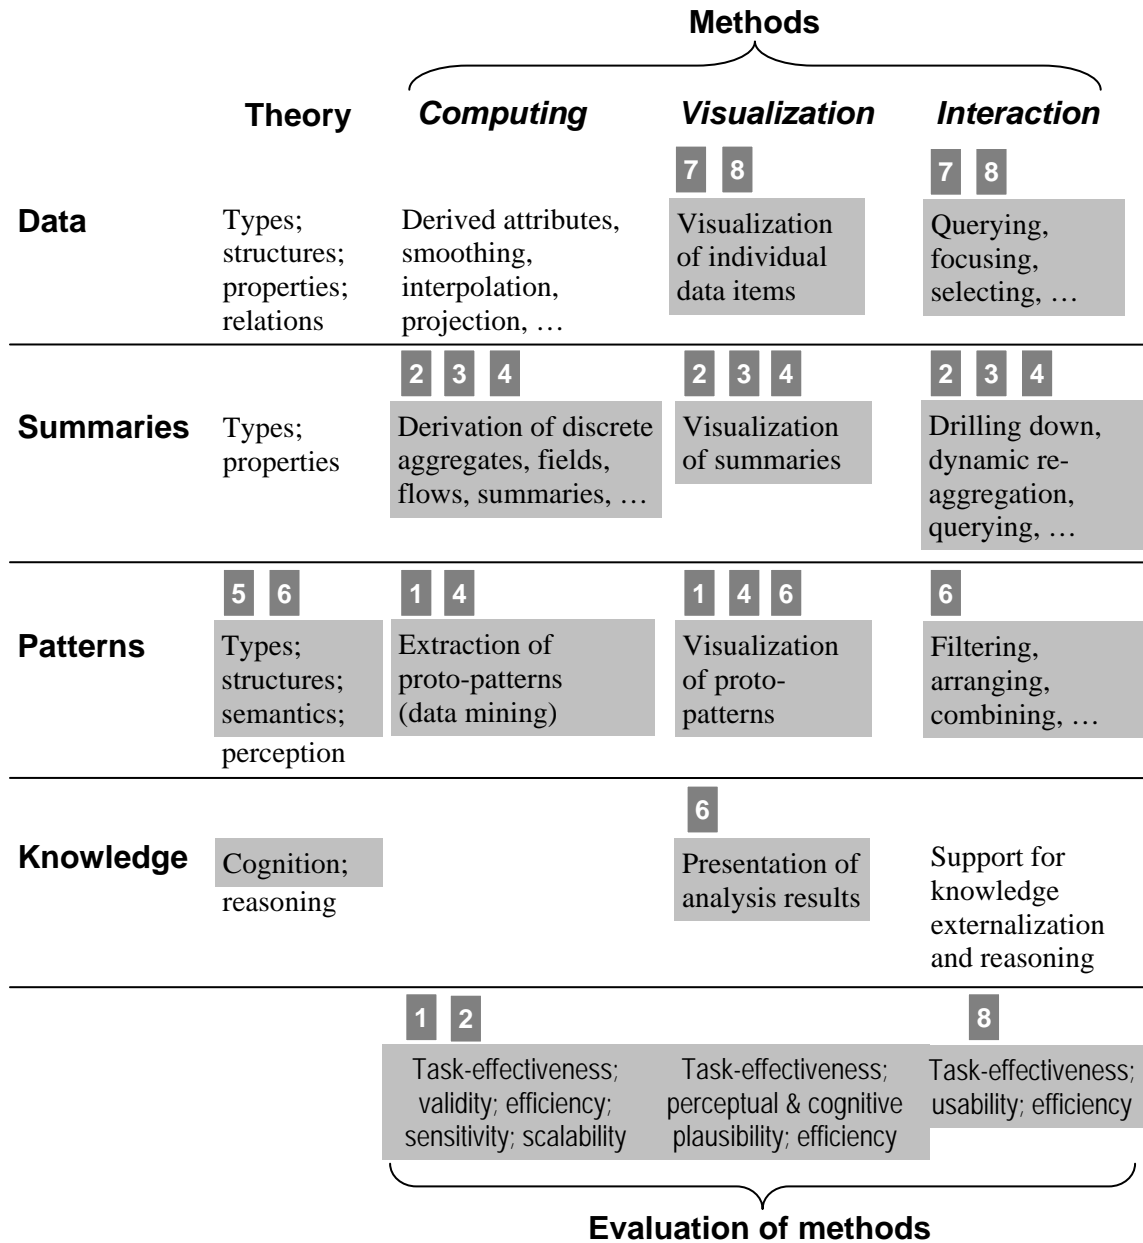 Methods
Theory Computing Visualization Interaction
7 8 7 8
Data
Types;
structures;
properties;
relations
Derived attributes,
smoothing,
interpolation,
projection, …
Visualization
of individual
data items
Querying,
focusing,
selecting, …
2 3 4 2 3 4 2 3 4
Summaries
Types;
properties
Derivation of discrete
aggregates, fields,
flows, summaries, …
Visualization
of summaries
Drilling down,
dynamic re-
aggregation,
querying, …
5 6 1 4 1 4 6 6
Patterns
Types;
structures;
semantics;
perception
Extraction of
proto-patterns
(data mining)
Visualization
of proto-
patterns
Filtering,
arranging,
combining, …
6
Knowledge
Cognition;
reasoning
Presentation of
analysis results
Support for
knowledge
externalization
and reasoning
1 2 8
Task-effectiveness;
validity; efficiency;
sensitivity; scalability
Task-effectiveness;
perceptual & cognitive
plausibility; efficiency
Task-effectiveness;
usability; efficiency
Evaluation of methods